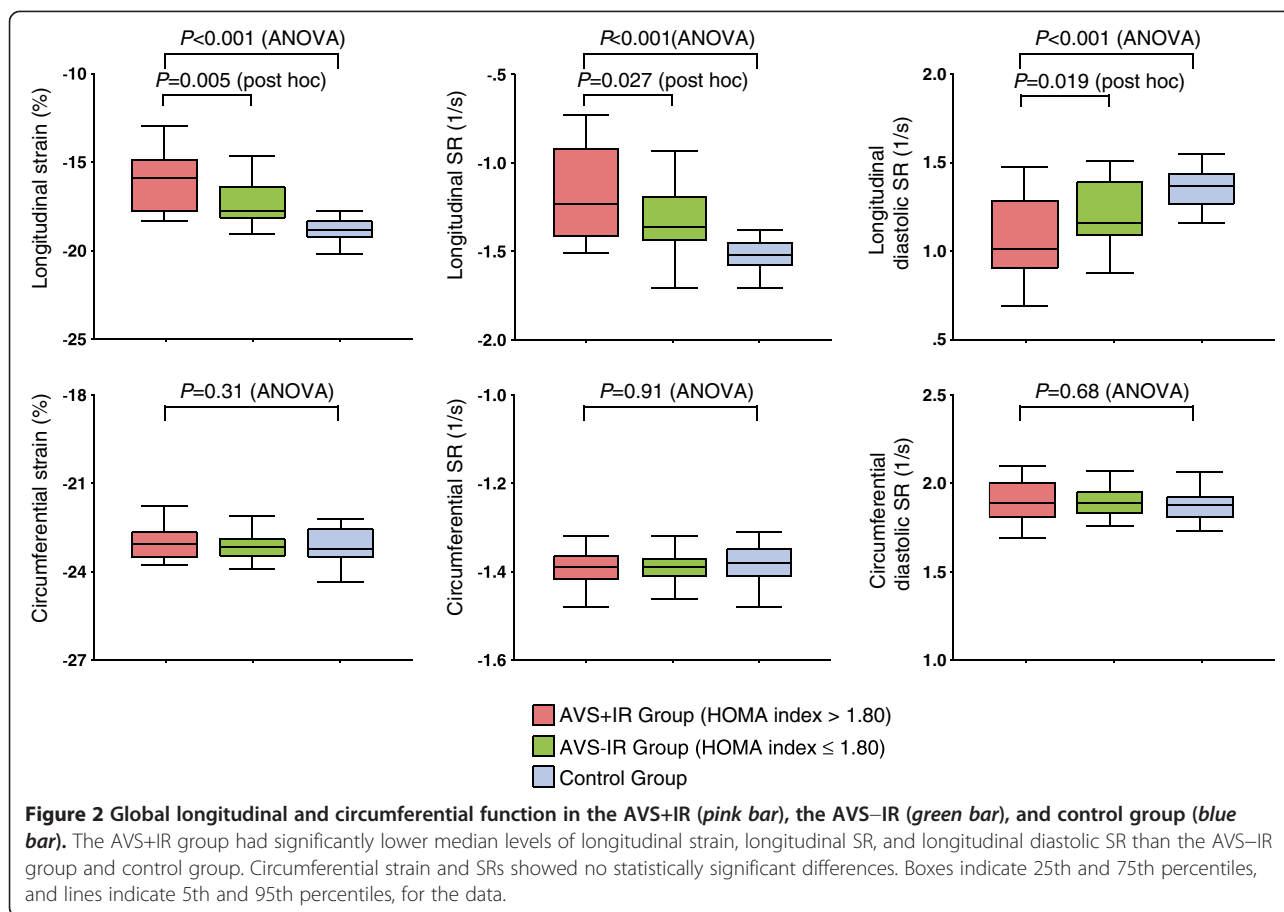 P<0.001 (ANOVA)
P=0.005 (post hoc)
-10
-15
-20
-25
Longitudinal strain (%)
P<0.001(ANOVA)
P=0.027 (post hoc)
-.5
-1.0
-1.5
-2.0
Longitudinal SR (1/s)
P<0.001 (ANOVA)
P=0.019 (post hoc)
2.0
1.5
1.0
.5
Longitudinal
diastolic SR (1/s)
P=0.31 (ANOVA)
-18
-21
-24
-27
Circumferential strain (%)
P=0.91 (ANOVA)
-1.0
-1.2
-1.4
-1.6
Circumferential SR (1/s)
P=0.68 (ANOVA)
2.5
2.0
1.5
1.0
Circumferential
diastolic SR (1/s)
AVS+IR Group (HOMA index > 1.80)
AVS-IR Group (HOMA index ≤ 1.80)
Control Group
Figure 2 Global longitudinal and circumferential function in the AVS+IR (pink bar), the AVS−IR (green bar), and control group (blue
bar). The AVS+IR group had significantly lower median levels of longitudinal strain, longitudinal SR, and longitudinal diastolic SR than the AVS−IR
group and control group. Circumferential strain and SRs showed no statistically significant differences. Boxes indicate 25th and 75th percentiles,
and lines indicate 5th and 95th percentiles, for the data.